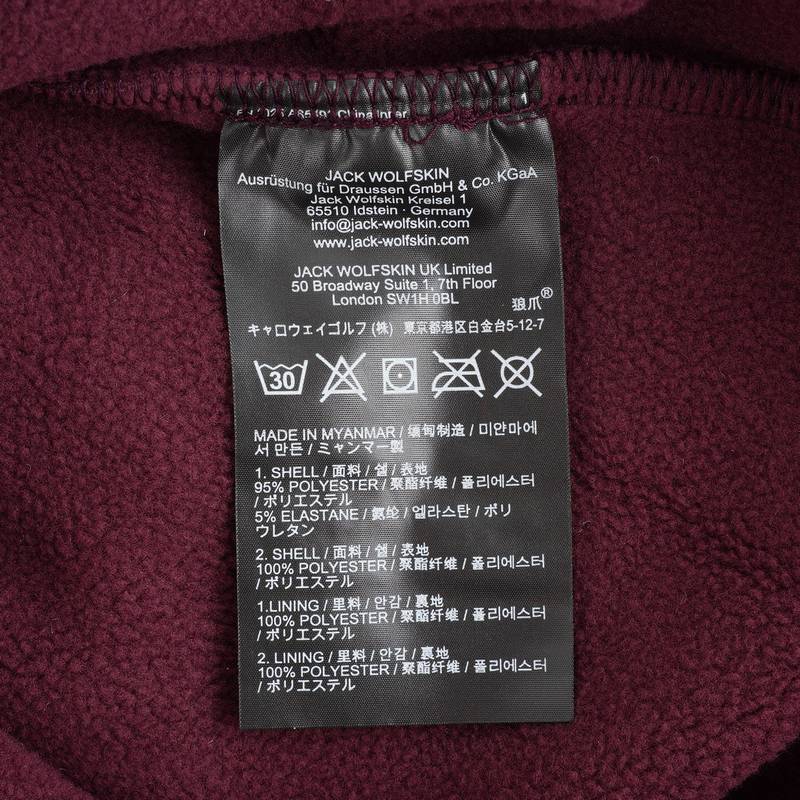 China Inter
1
JACK WOLFSKIN
Ausrüstung für Draussen GmbH & Co. KGaA
Jack Wolfskin Kreisel 1
65510 Idstein · Germany
info@jack-wolfskin.com
www.jack-wolfskin.com
JACK WOLFSKIN UK Limited
50 Broadway Suite 1, 7th Floor
London SW1H 0BL
狼爪®
キャロウェイゴルフ (株) 東京都港区白金台5-12-7
30
MADE IN MYANMAR / 缅甸制造 / 미얀마에
서 만든 / ミャンマー製
1. SHELL / 面料 / 쉘 / 表地
95% POLYESTER / 聚酯纤维 / 폴리에스터
/ ポリエステル
5% ELASTANE / 氨纶 / 엘라스탄 / ポリ
ウレタン
2. SHELL / 面料 / 쉘 / 表地
100% POLYESTER / 聚酯纤维 / 폴리에스터
/ ポリエステル
1.LINING / 里料 / 안감 / 裏地
100% POLYESTER / 聚酯纤维 / 폴리에스터
/ ポリエステル
2. LINING / 里料 / 안감 / 裏地
100% POLYESTER / 聚酯纤维 / 폴리에스터
/ ポリエステル